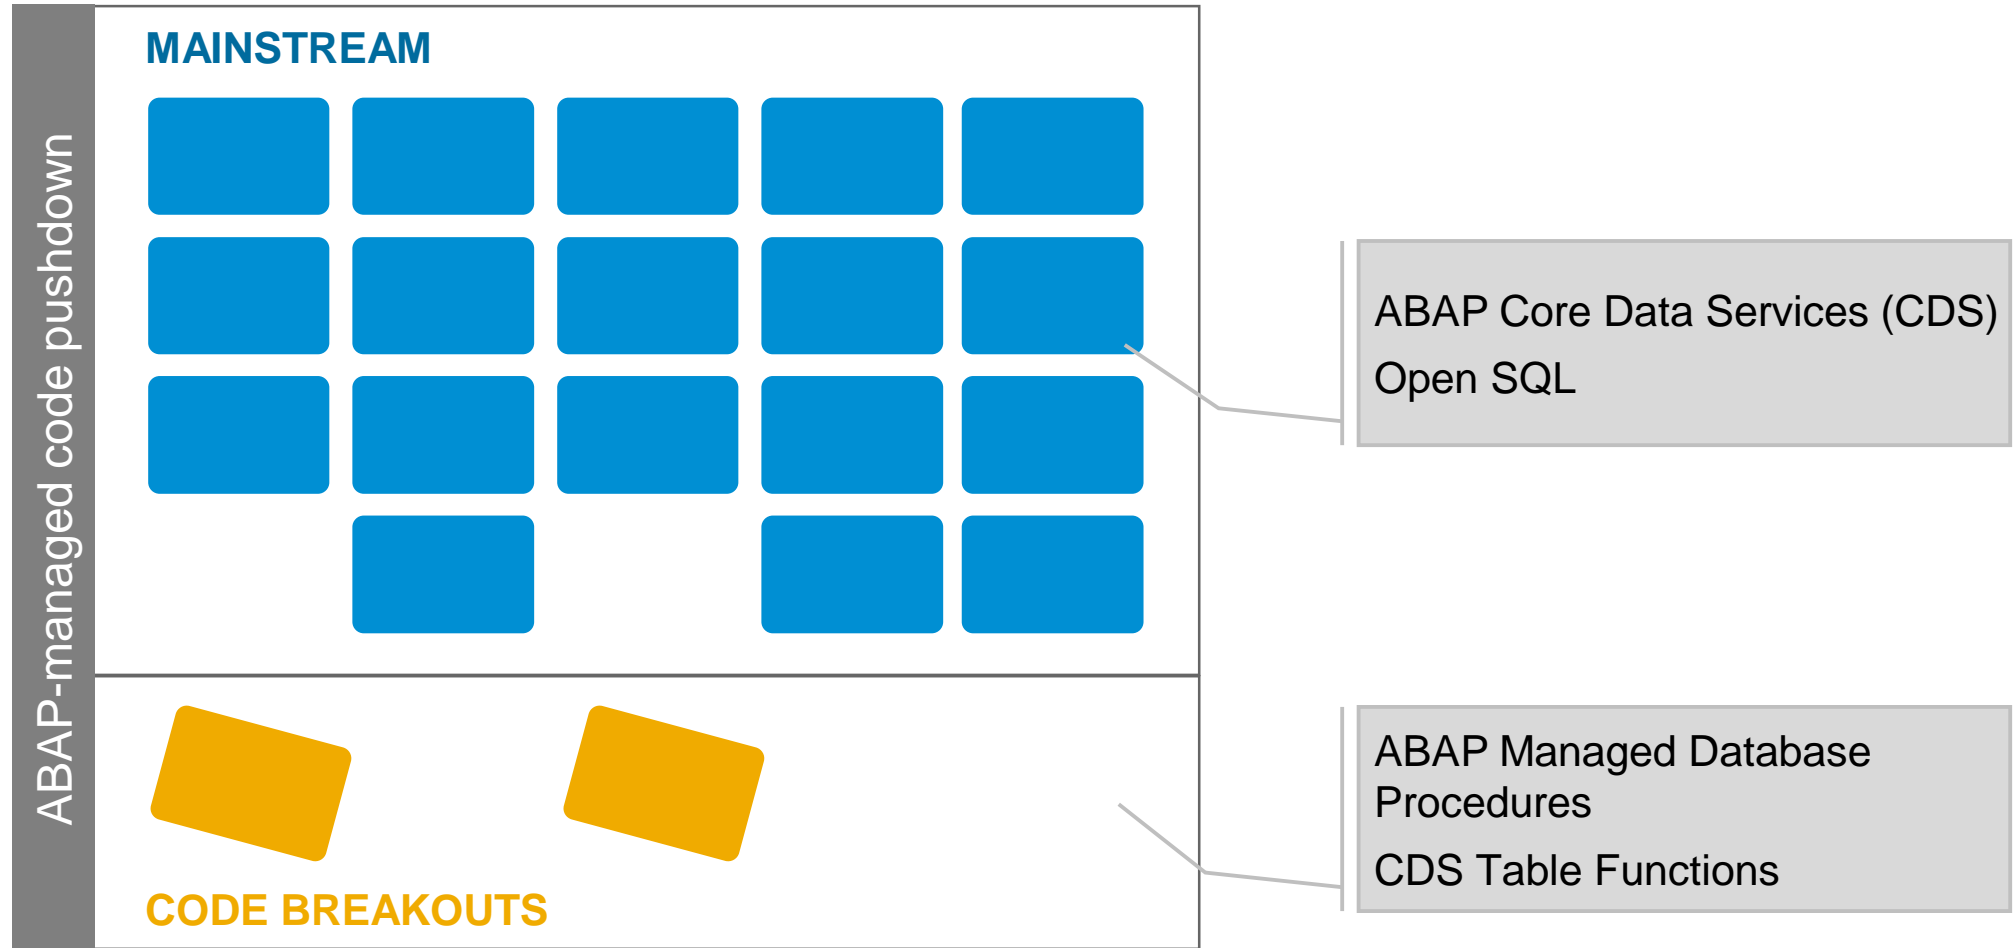 ABAP-managed code pushdown
MAINSTREAM
ABAP Core Data Services (CDS)
Open SQL
ABAP Managed Database
Procedures
CDS Table Functions
CODE BREAKOUTS